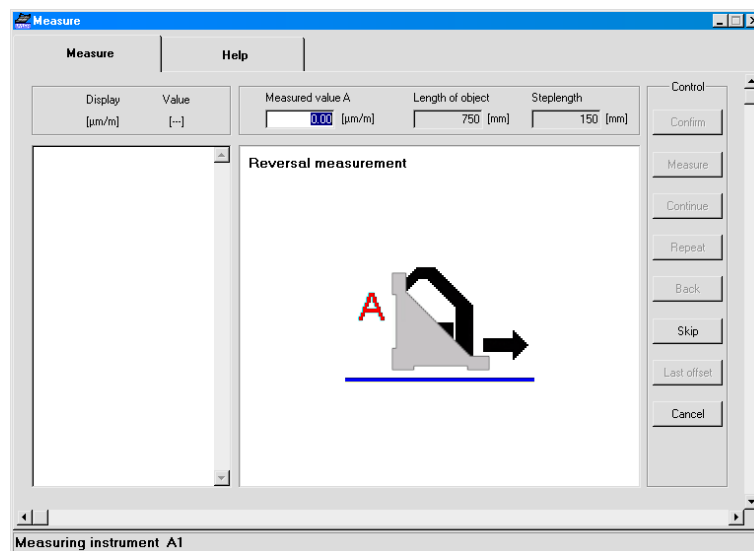 Measure
Measure Help
Display Value
[µm/m] [---]
Measured value A Length of object Steplength
0.00 [µm/m] 750 [mm] 150 [mm]
Control
Confirm
Measure
Continue
Repeat
Back
Skip
Last offset
Cancel
Reversal measurement
A
Measuring instrument A1